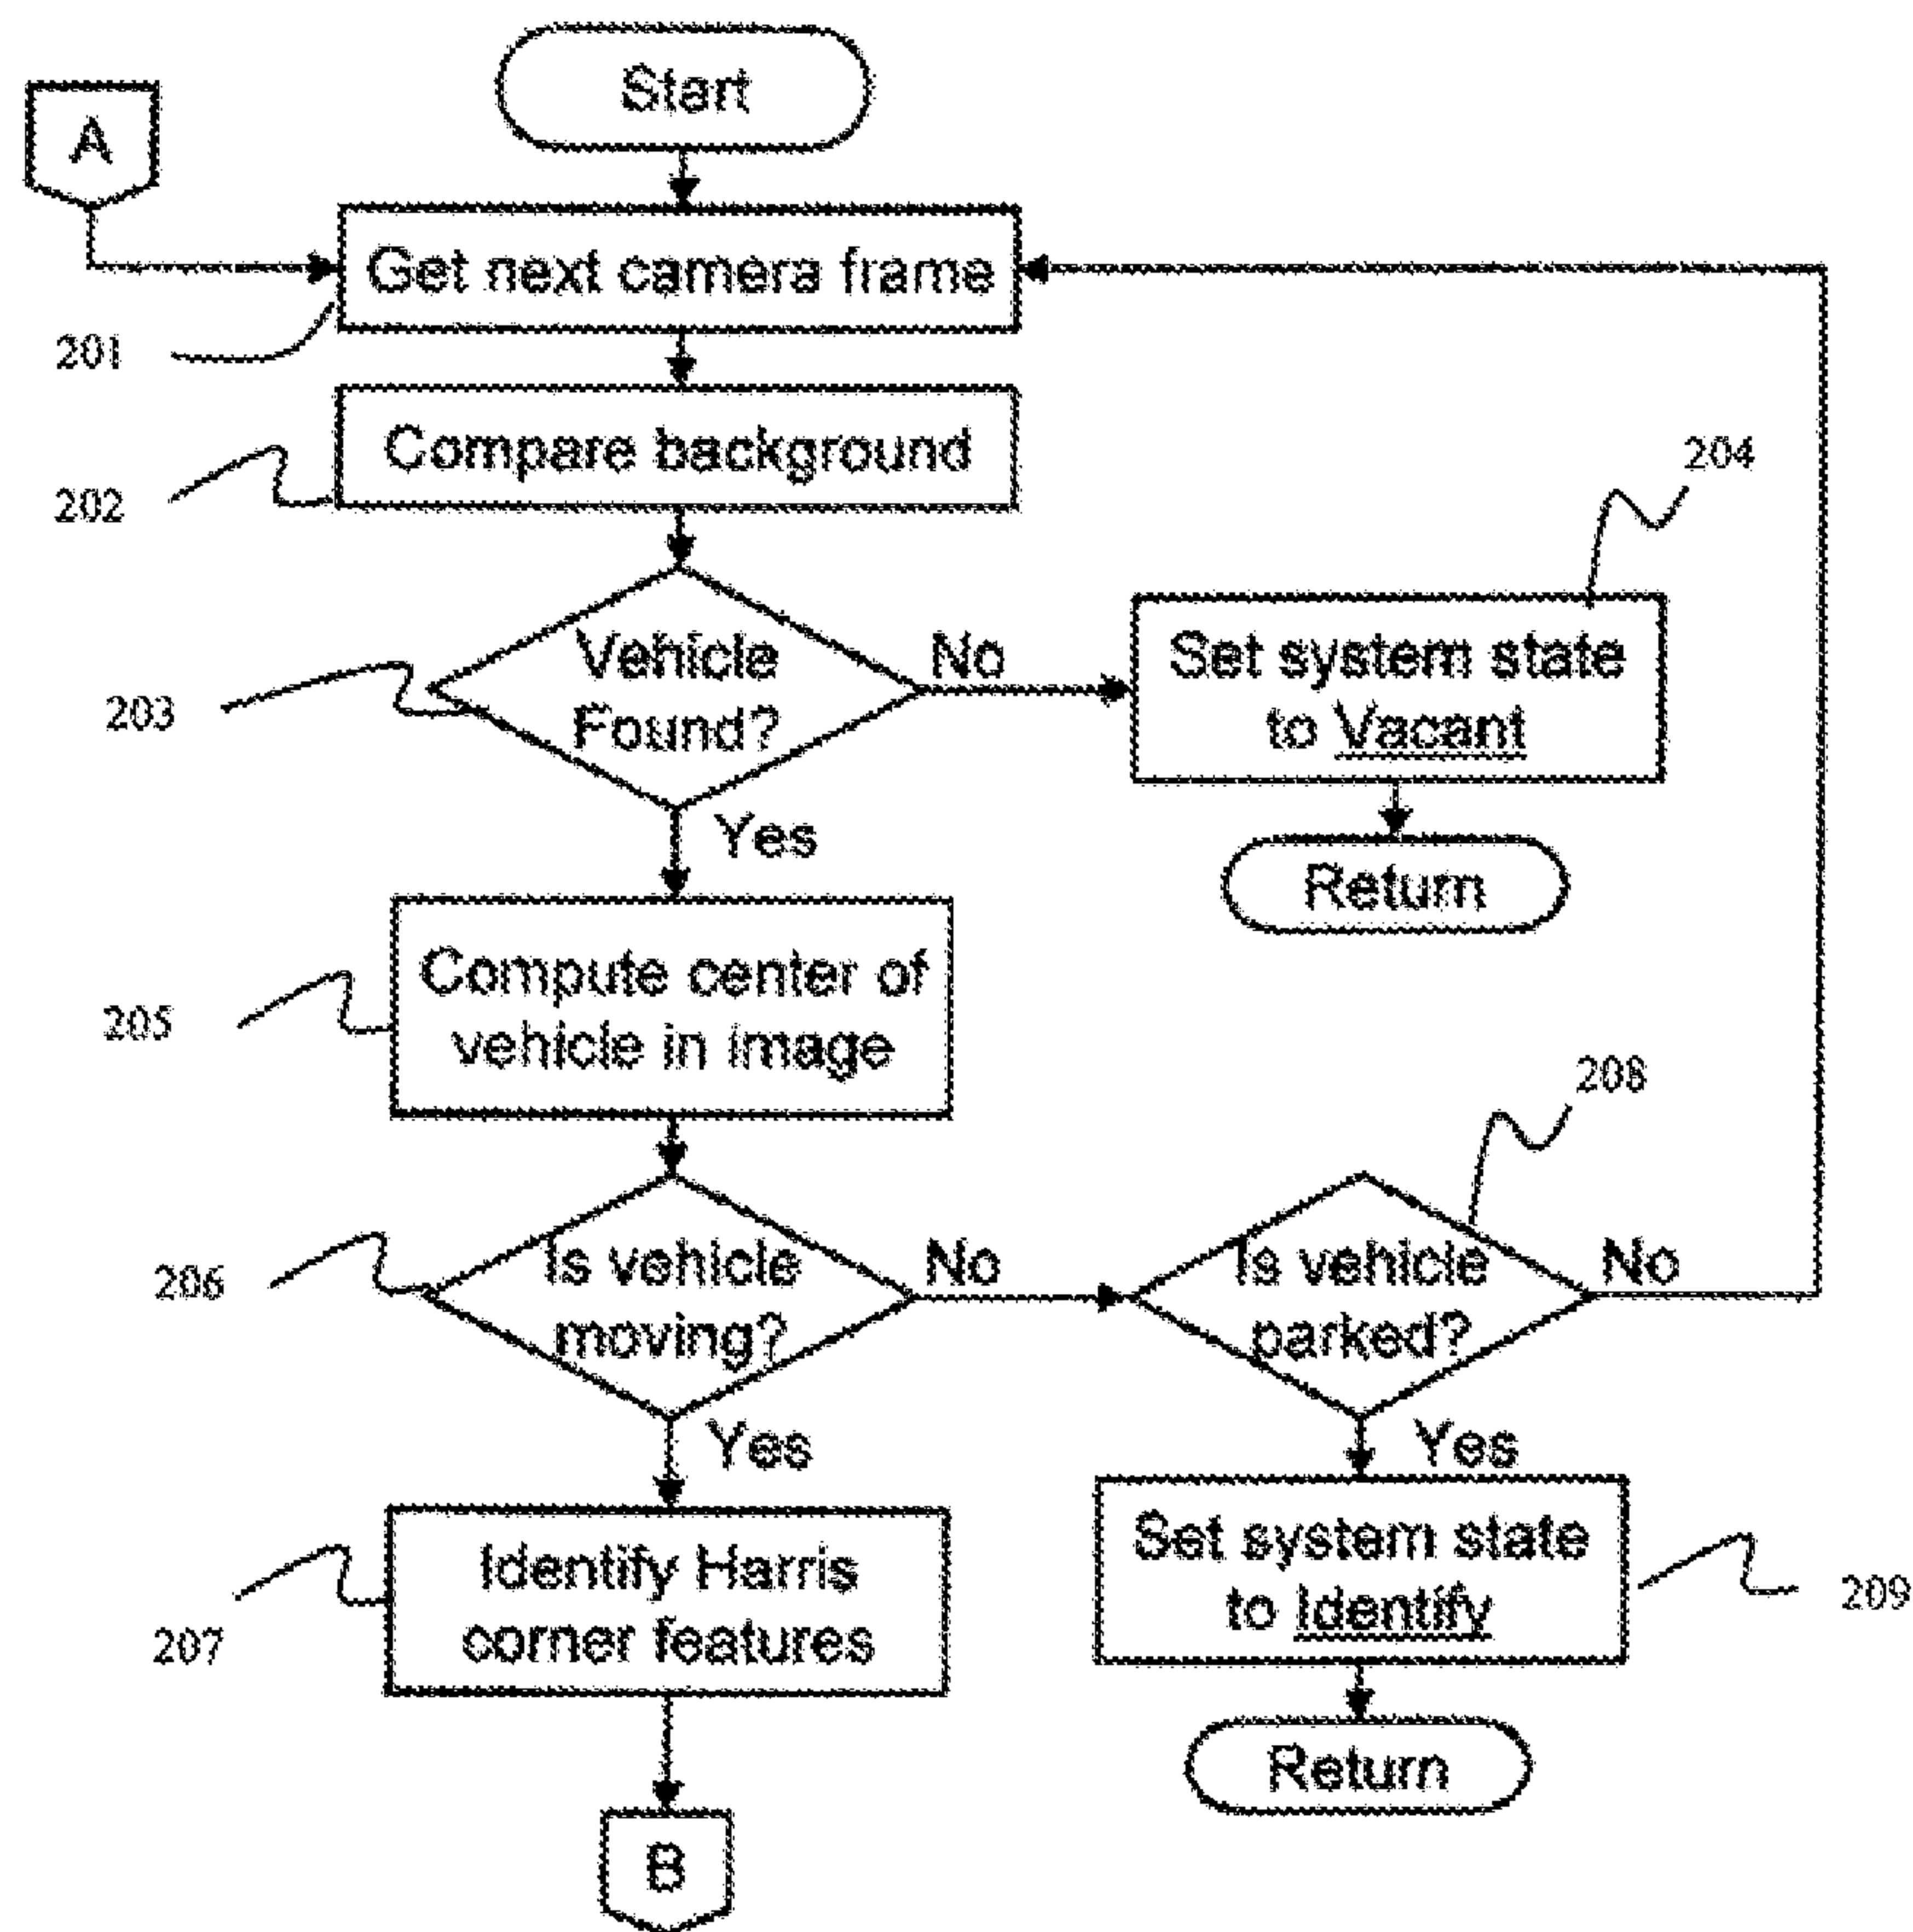 Start
A
Get next camera frame
201
Compare background
202
204
Vehicle
Found?
No
203
Set system state
to Vacant
Yes
Return
Compute center of
vehicle in image
205
208
Is vehicle
moving?
No
206
Is vehicle
parked?
No
Yes
Yes
Identify Harris
corner features
207
Set system state
to Identify
209
Return
B